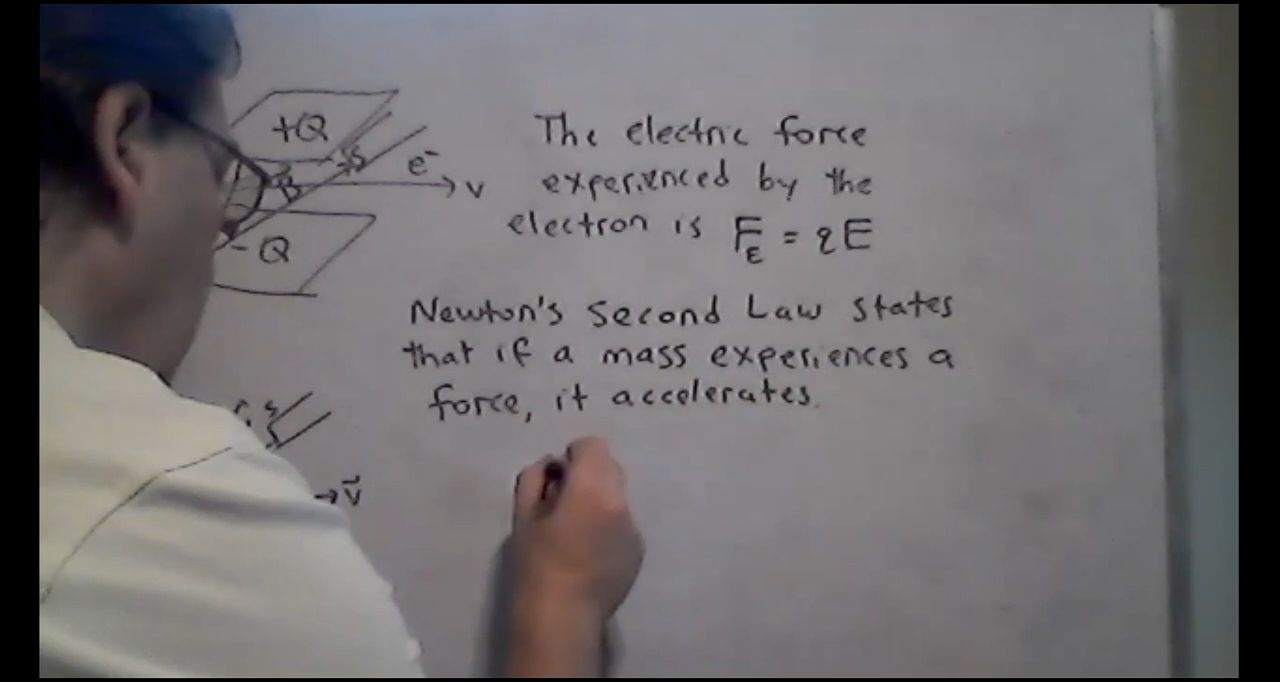 +Q
e⁻
B
v
-Q
The electric force
experienced by the
electron is F_E = qE
Newton's Second Law states
that if a mass experiences a
force, it accelerates.
→ v⃗